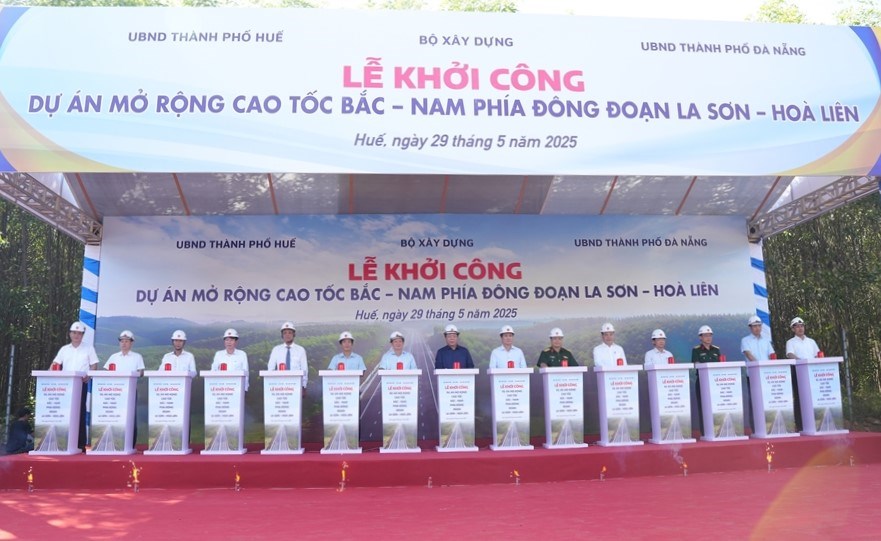 UBND THÀNH PHỐ HUẾ
BỘ XÂY DỰNG
UBND THÀNH PHỐ ĐÀ NẴNG
LỄ KHỞI CÔNG
DỰ ÁN MỞ RỘNG CAO TỐC BẮC – NAM PHÍA ĐÔNG ĐOẠN LA SƠN – HOÀ LIÊN
Huế, ngày 29 tháng 5 năm 2025
UBND THÀNH PHỐ HUẾ
BỘ XÂY DỰNG
UBND THÀNH PHỐ ĐÀ NẴNG
LỄ KHỞI CÔNG
DỰ ÁN MỞ RỘNG CAO TỐC BẮC – NAM PHÍA ĐÔNG ĐOẠN LA SƠN – HOÀ LIÊN
Huế, ngày 29 tháng 5 năm 2025
LỄ KHỞI CÔNG